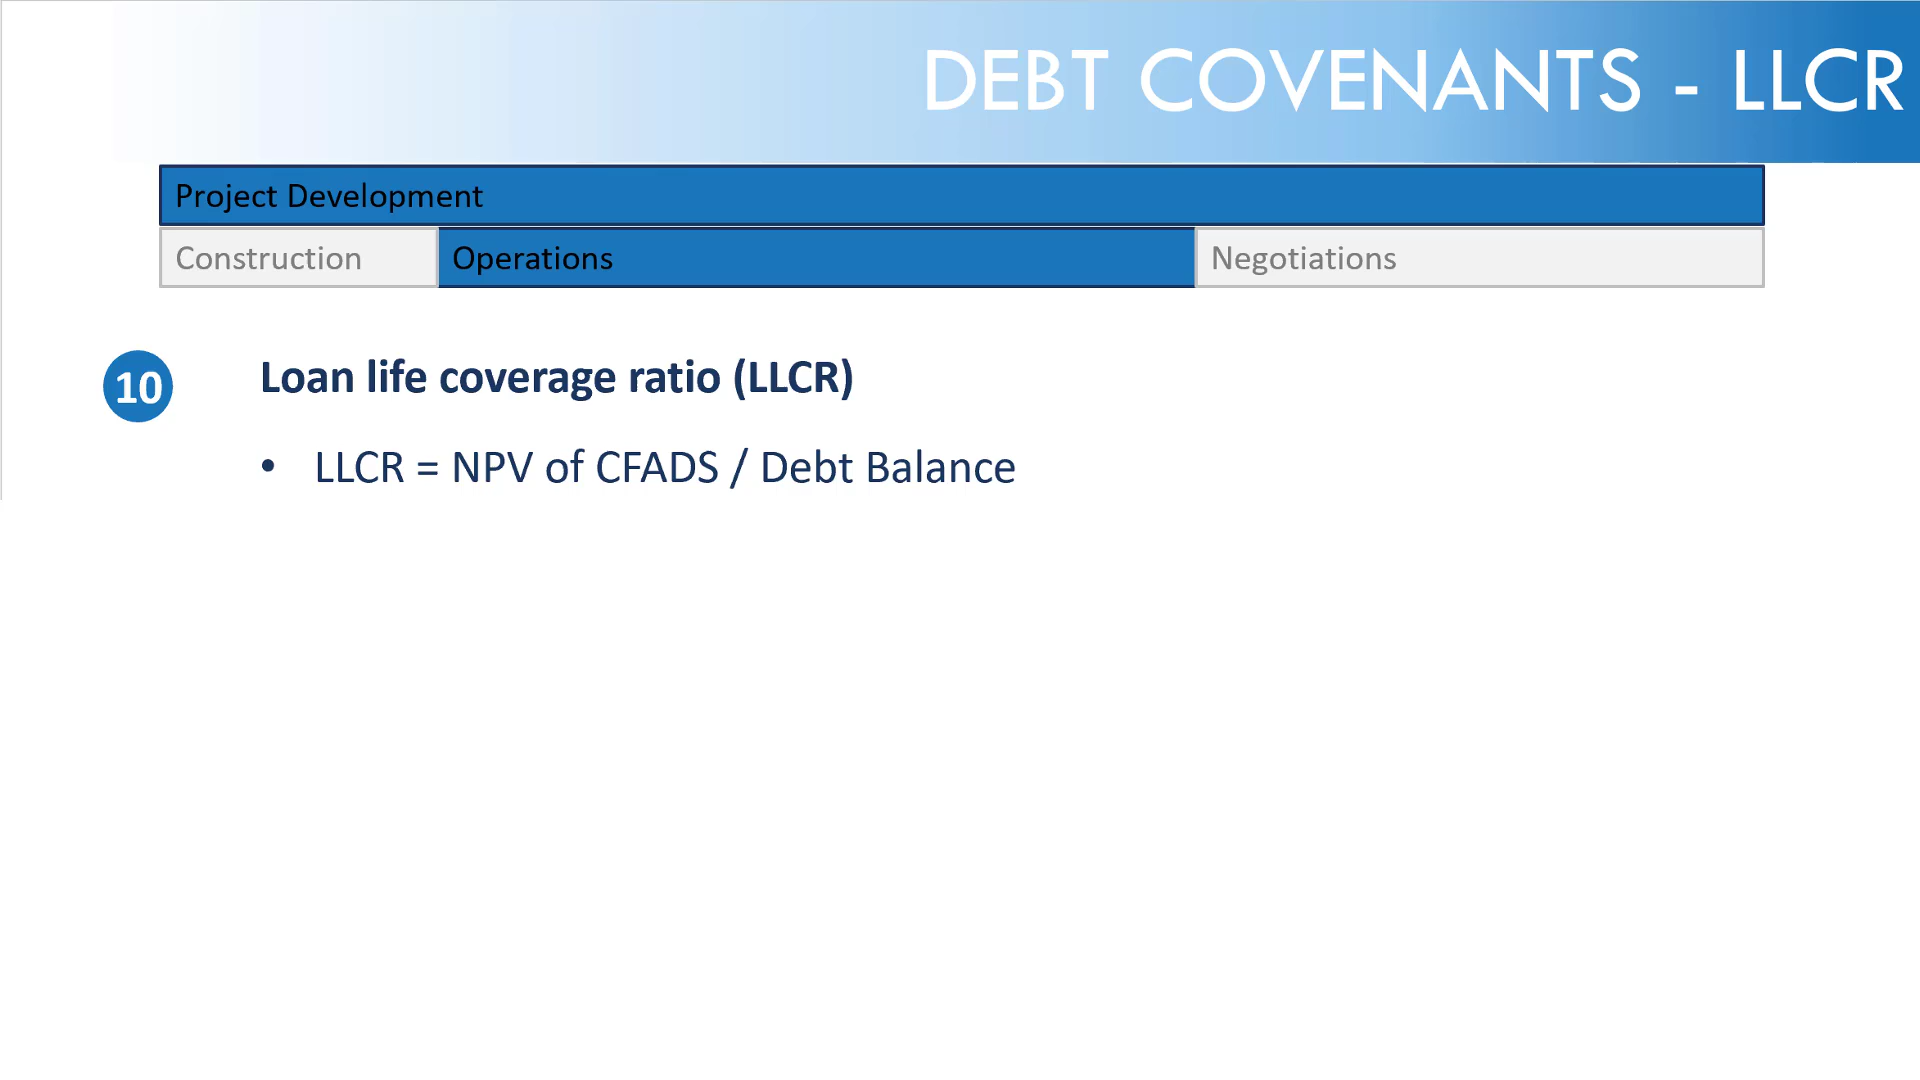 DEBT COVENANTS - LLCR
Project Development
Construction
Operations
Negotiations
10
Loan life coverage ratio (LLCR)
• LLCR = NPV of CFADS / Debt Balance